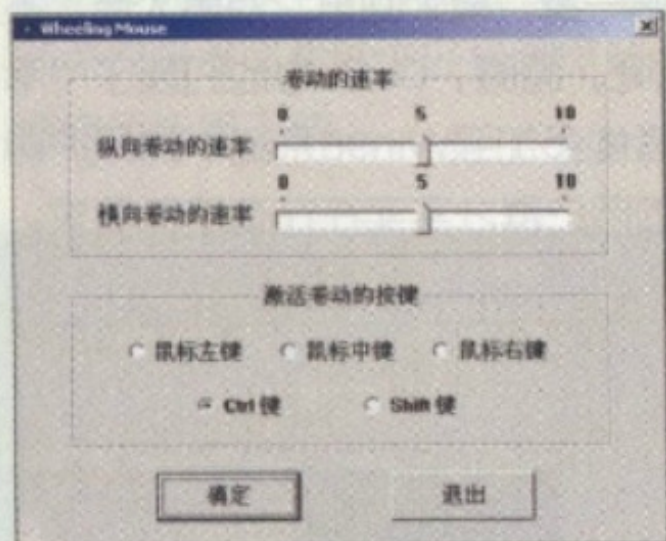 Wheeling Mouse
卷动的速率
0 5 10
纵向卷动的速率
0 5 10
横向卷动的速率
激活卷动的按键
鼠标左键 鼠标中键 鼠标右键
Ctrl 键 Shift 键
确定 退出